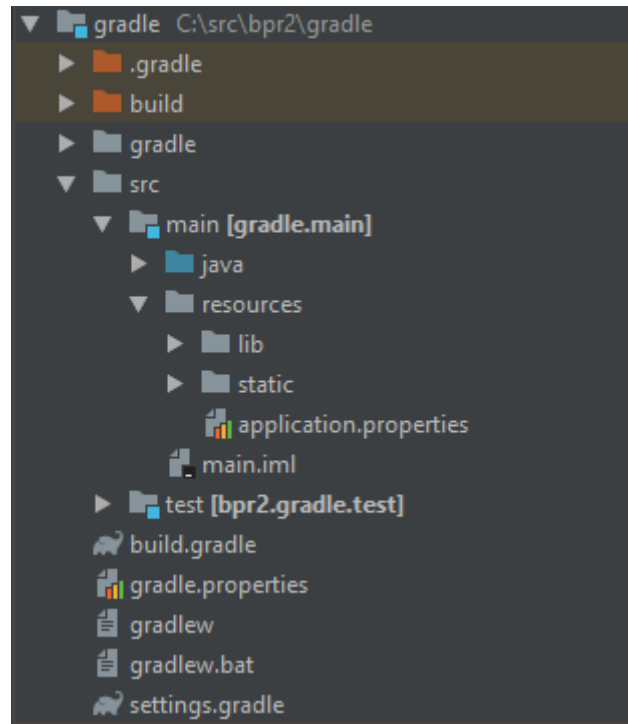 gradle C:\src\bpr2\gradle
.gradle
build
gradle
src
main [gradle.main]
java
resources
lib
static
application.properties
main.iml
test [bpr2.gradle.test]
build.gradle
gradle.properties
gradlew
gradlew.bat
settings.gradle